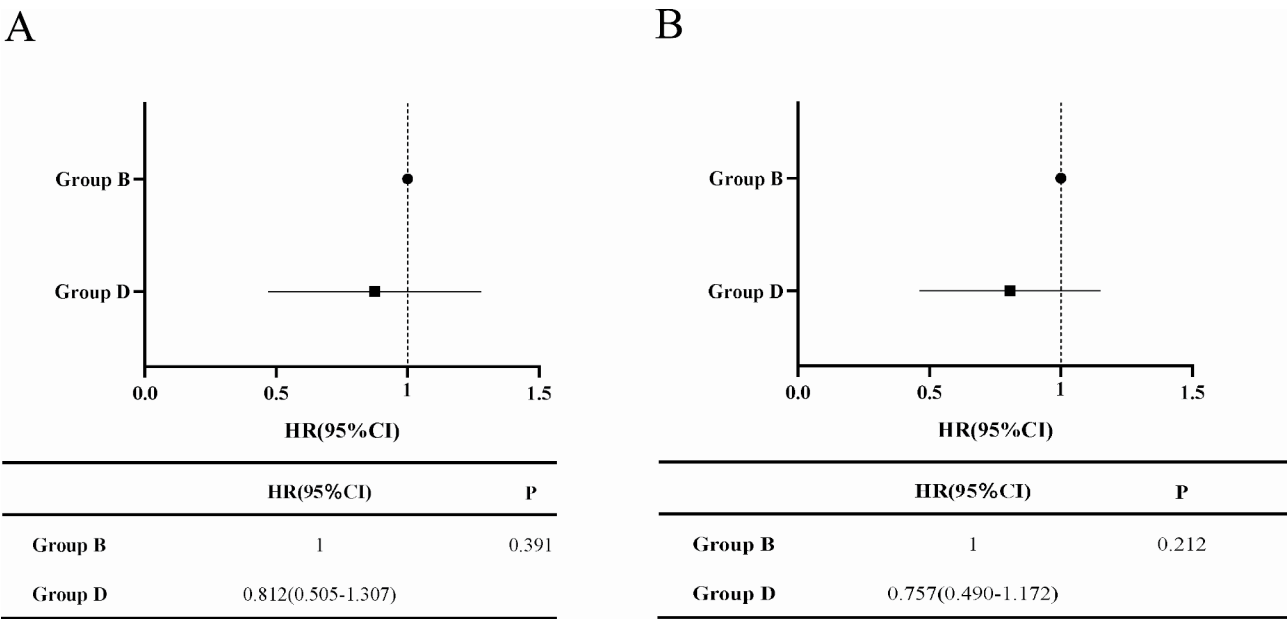 A
Group B
Group D
0.0 0.5 1 1.5
HR(95%CI)
HR(95%CI) P
Group B 1 0.391
Group D 0.812(0.505-1.307)
B
Group B
Group D
0.0 0.5 1 1.5
HR(95%CI)
HR(95%CI) P
Group B 1 0.212
Group D 0.757(0.490-1.172)